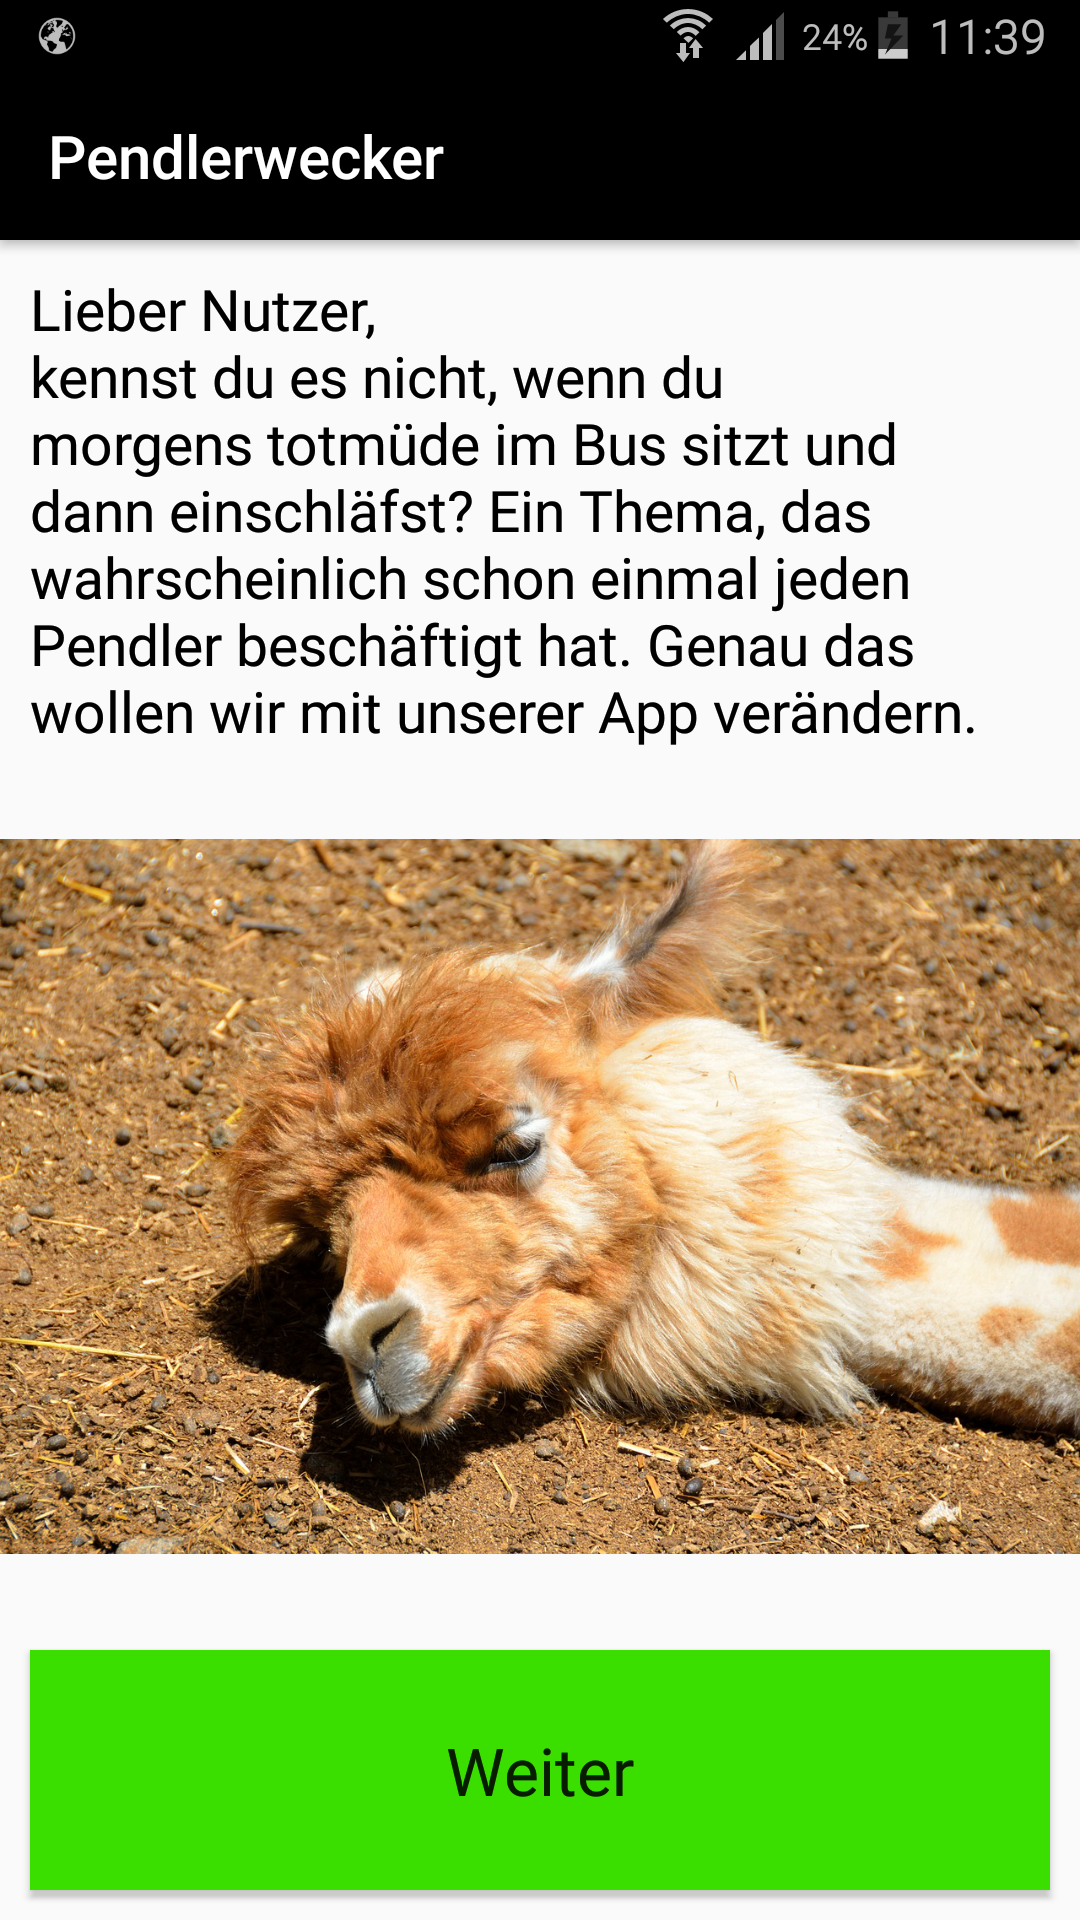 24% 11:39
Pendlerwecker
Lieber Nutzer,
kennst du es nicht, wenn du
morgens totmüde im Bus sitzt und
dann einschläfst? Ein Thema, das
wahrscheinlich schon einmal jeden
Pendler beschäftigt hat. Genau das
wollen wir mit unserer App verändern.
Weiter